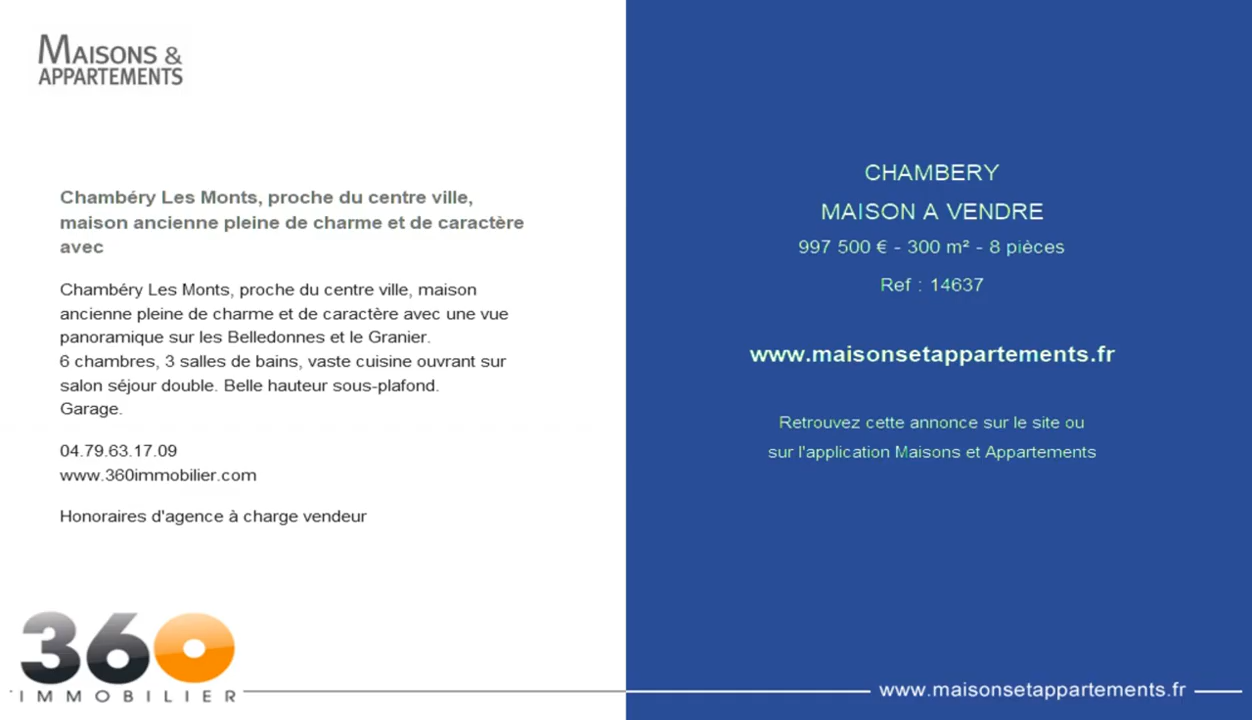 MAISONS &
APPARTEMENTS
Chambéry Les Monts, proche du centre ville,
maison ancienne pleine de charme et de caractère
avec
Chambéry Les Monts, proche du centre ville, maison
ancienne pleine de charme et de caractère avec une vue
panoramique sur les Belledonnes et le Granier.
6 chambres, 3 salles de bains, vaste cuisine ouvrant sur
salon séjour double. Belle hauteur sous-plafond.
Garage.
04.79.63.17.09
www.360immobilier.com
Honoraires d'agence à charge vendeur
360
IMMOBILIER
CHAMBERY
MAISON A VENDRE
997 500 € - 300 m² - 8 pièces
Ref : 14637
www.maisonsetappartements.fr
Retrouvez cette annonce sur le site ou
sur l'application Maisons et Appartements
www.maisonsetappartements.fr